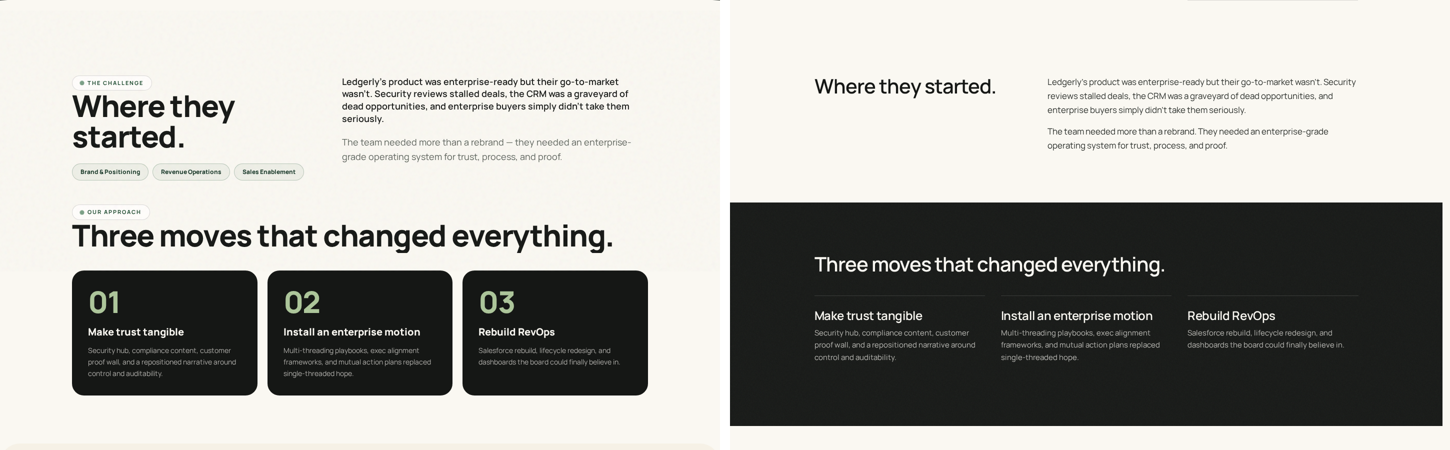 THE CHALLENGE
Where they
started.
Brand & Positioning
Revenue Operations
Sales Enablement
Ledgerly's product was enterprise-ready but their go-to-market
wasn't. Security reviews stalled deals, the CRM was a graveyard of
dead opportunities, and enterprise buyers simply didn't take them
seriously.
The team needed more than a rebrand — they needed an enterprise-
grade operating system for trust, process, and proof.
OUR APPROACH
Three moves that changed everything.
01
Make trust tangible
Security hub, compliance content, customer
proof wall, and a repositioned narrative around
control and auditability.
02
Install an enterprise motion
Multi-threading playbooks, exec alignment
frameworks, and mutual action plans replaced
single-threaded hope.
03
Rebuild RevOps
Salesforce rebuild, lifecycle redesign, and
dashboards the board could finally believe in.
Where they started.
Ledgerly's product was enterprise-ready but their go-to-market wasn't. Security
reviews stalled deals, the CRM was a graveyard of dead opportunities, and
enterprise buyers simply didn't take them seriously.
The team needed more than a rebrand. They needed an enterprise-grade
operating system for trust, process, and proof.
Three moves that changed everything.
Make trust tangible
Security hub, compliance content, customer
proof wall, and a repositioned narrative around
control and auditability.
Install an enterprise motion
Multi-threading playbooks, exec alignment
frameworks, and mutual action plans replaced
single-threaded hope.
Rebuild RevOps
Salesforce rebuild, lifecycle redesign, and
dashboards the board could finally believe in.